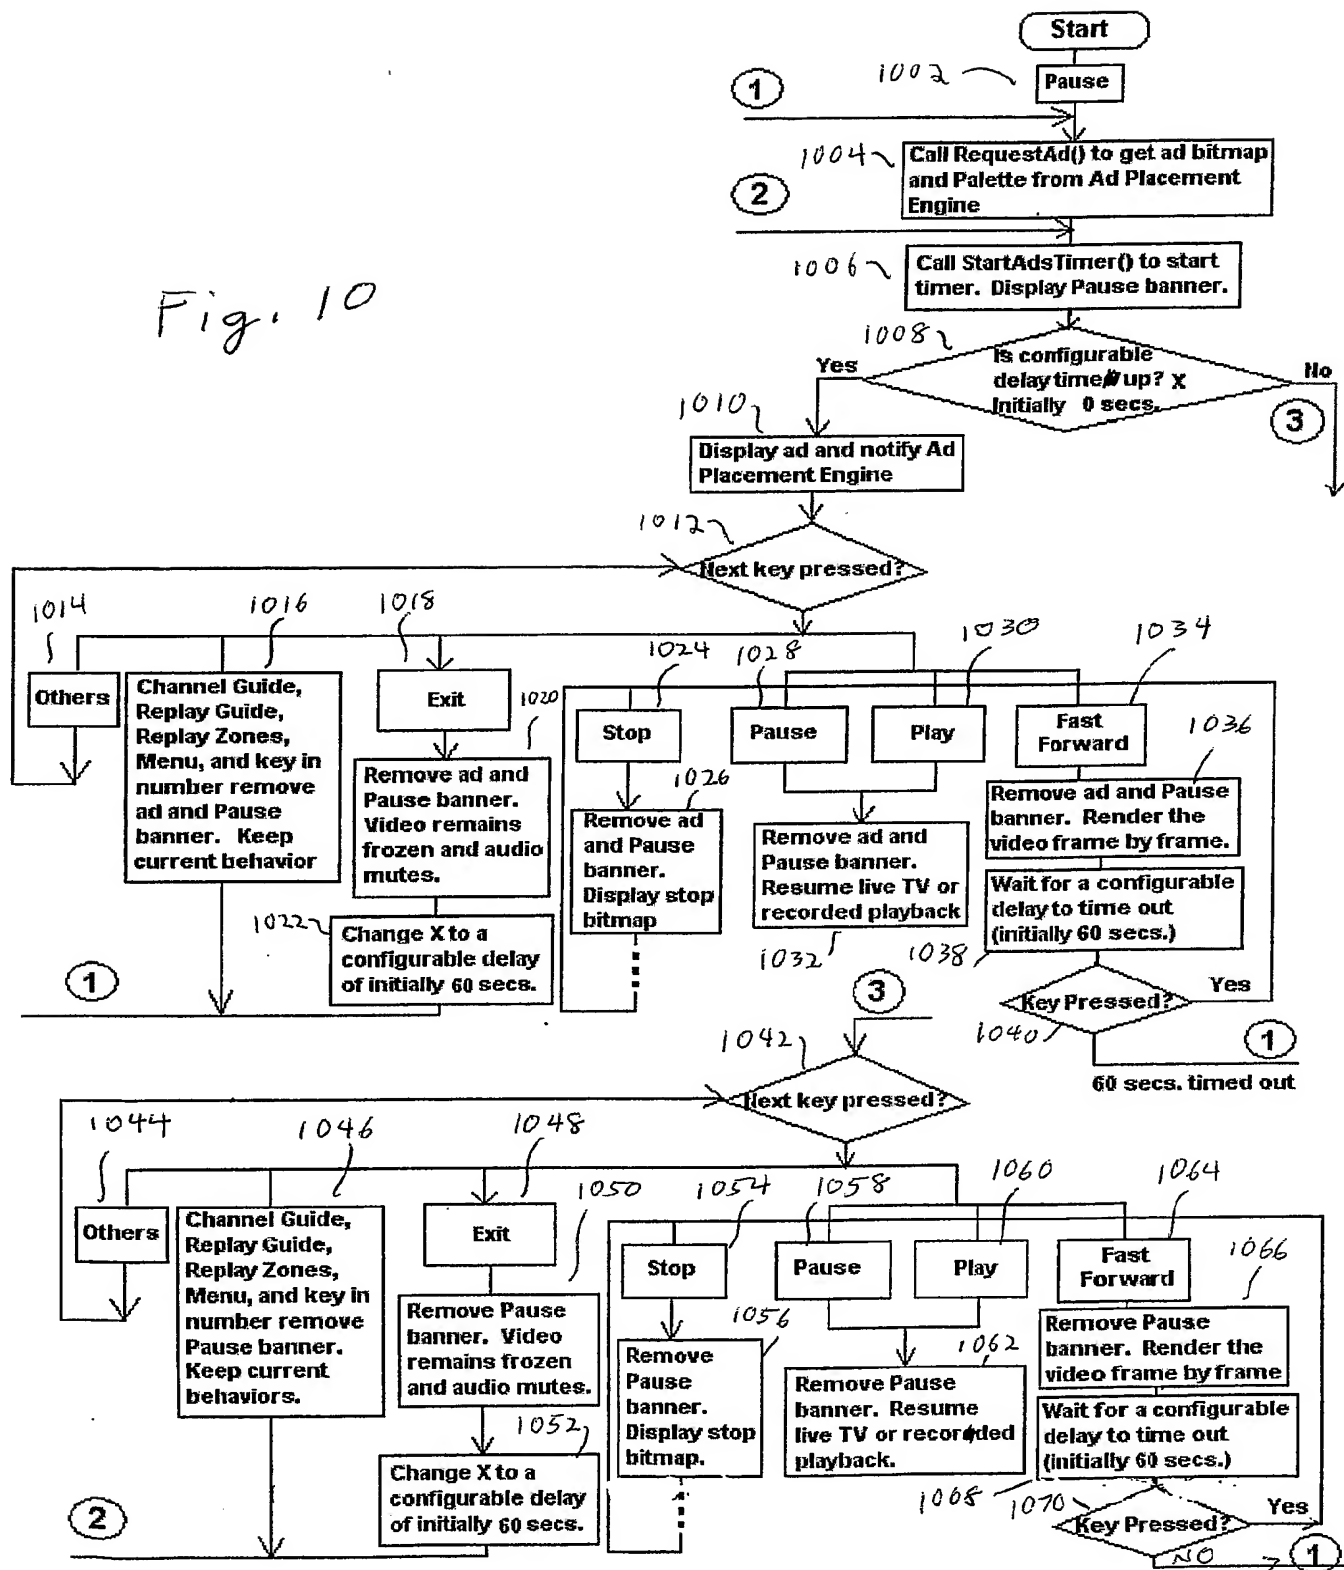 Start
1002
Pause
1
1004
Call RequestAd() to get ad bitmap
and Palette from Ad Placement
Engine
2
1006
Call StartAdsTimer() to start
timer. Display Pause banner.
Fig. 10
1008
Is configurable
delay time up? X
Initially 0 secs.
Yes
No
3
1010
Display ad and notify Ad
Placement Engine
1012
Next key pressed?
1014
Others
1016
Channel Guide,
Replay Guide,
Replay Zones,
Menu, and key in
number remove
ad and Pause
banner. Keep
current behavior
1018
Exit
1020
Remove ad and
Pause banner.
Video remains
frozen and audio
mutes.
1022
Change X to a
configurable delay
of initially 60 secs.
1
1024
Stop
1026
Remove ad
and Pause
banner.
Display stop
bitmap
1028
Pause
1030
Play
Remove ad and
Pause banner.
Resume live TV or
recorded playback
1032
1034
Fast
Forward
1036
Remove ad and Pause
banner. Render the
video frame by frame.
Wait for a configurable
delay to time out
(initially 60 secs.)
1038
Key Pressed?
Yes
1040
1
60 secs. timed out
3
1042
Next key pressed?
1044
Others
1046
Channel Guide,
Replay Guide,
Replay Zones,
Menu, and key in
number remove
Pause banner.
Keep current
behaviors.
1048
Exit
1050
Remove Pause
banner. Video
remains frozen
and audio mutes.
1052
Change X to a
configurable delay
of initially 60 secs.
2
1054
Stop
1056
Remove
Pause
banner.
Display stop
bitmap.
1058
Pause
1060
Play
1062
Remove Pause
banner. Resume
live TV or recorded
playback.
1064
Fast
Forward
1066
Remove Pause
banner. Render the
video frame by frame
Wait for a configurable
delay to time out
(initially 60 secs.)
1068
1070
Key Pressed?
Yes
NO
1